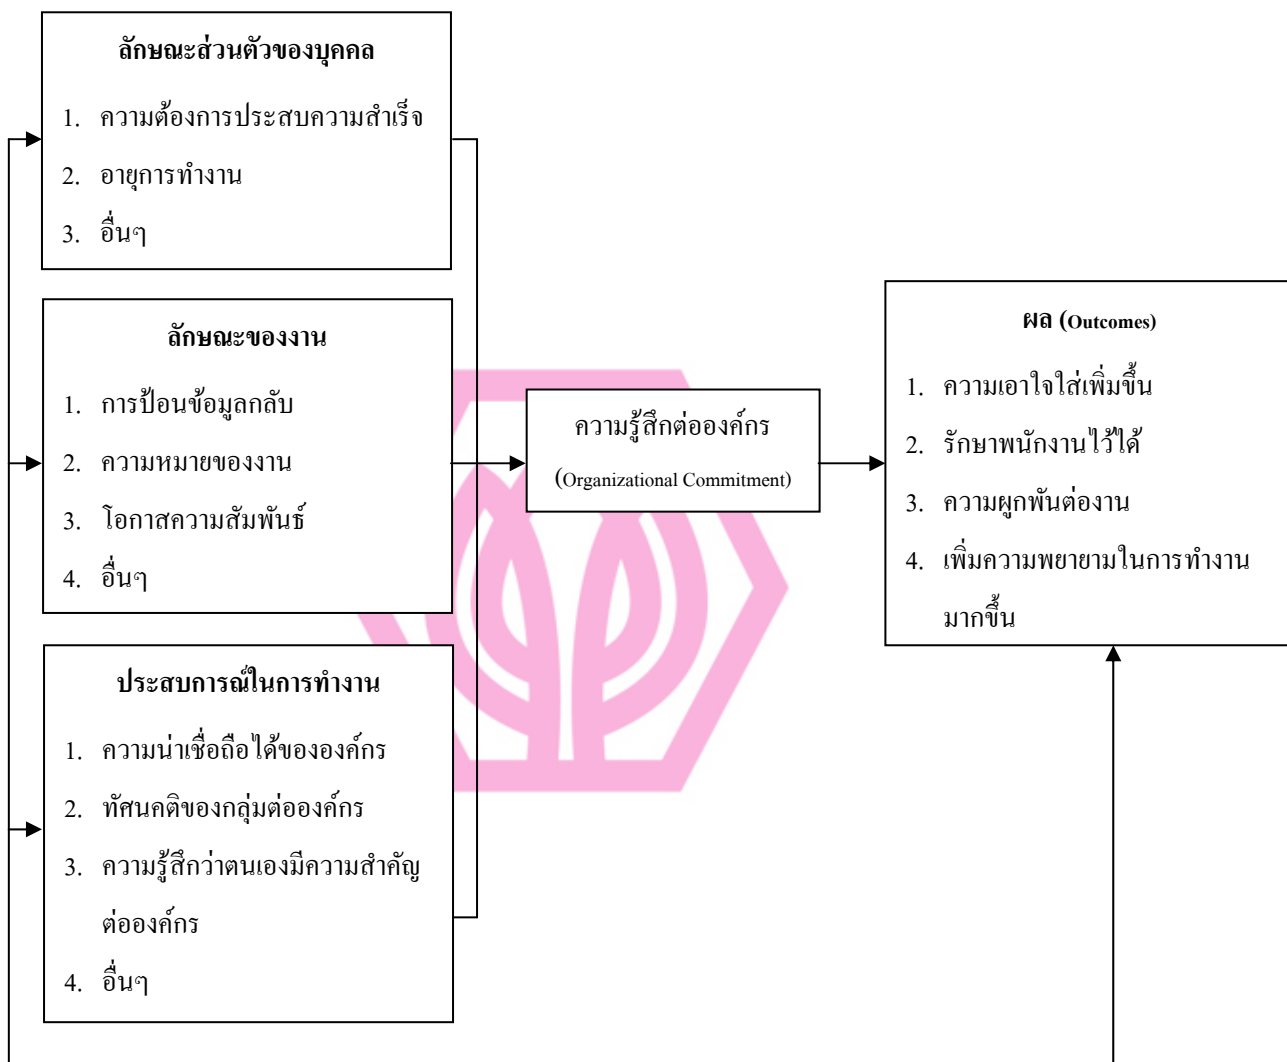 ลักษณะส่วนตัวของบุคคล
1. ความต้องการประสบความสำเร็จ
2. อายุการทำงาน
3. อื่นๆ
ลักษณะของงาน
1. การป้อนข้อมูลกลับ
2. ความหมายของงาน
3. โอกาสความสัมพันธ์
4. อื่นๆ
ประสบการณ์ในการทำงาน
1. ความน่าเชื่อถือได้ขององค์กร
2. ทัศนคติของกลุ่มต่อองค์กร
3. ความรู้สึกว่าตนเองมีความสำคัญ
ต่อองค์กร
4. อื่นๆ
ความรู้สึกต่อองค์กร
(Organizational Commitment)
ผล (Outcomes)
1. ความเอาใจใส่เพิ่มขึ้น
2. รักษาพนักงานไว้ได้
3. ความผูกพันต่องาน
4. เพิ่มความพยายามในการทำงาน
มากขึ้น